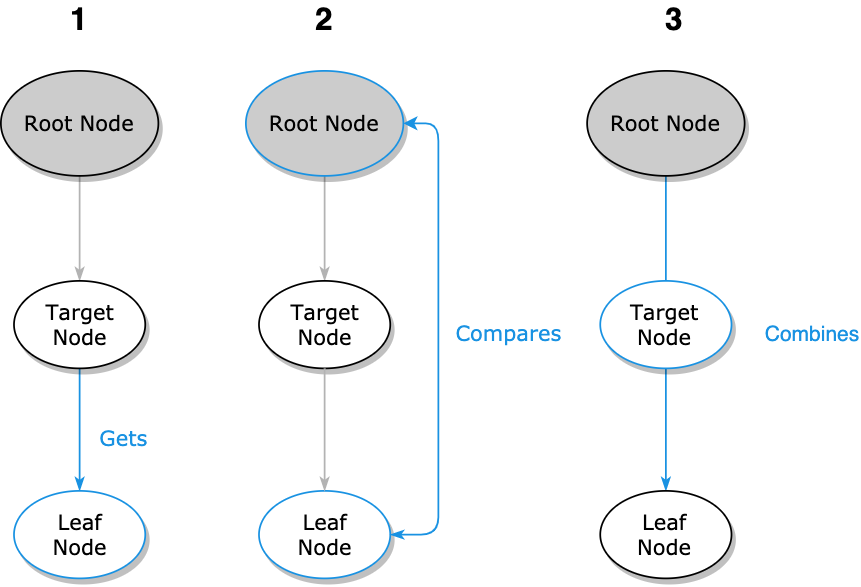 1
2
3
Root Node
Root Node
Root Node
Target
Node
Target
Node
Target
Node
Compares
Combines
Gets
Leaf
Node
Leaf
Node
Leaf
Node